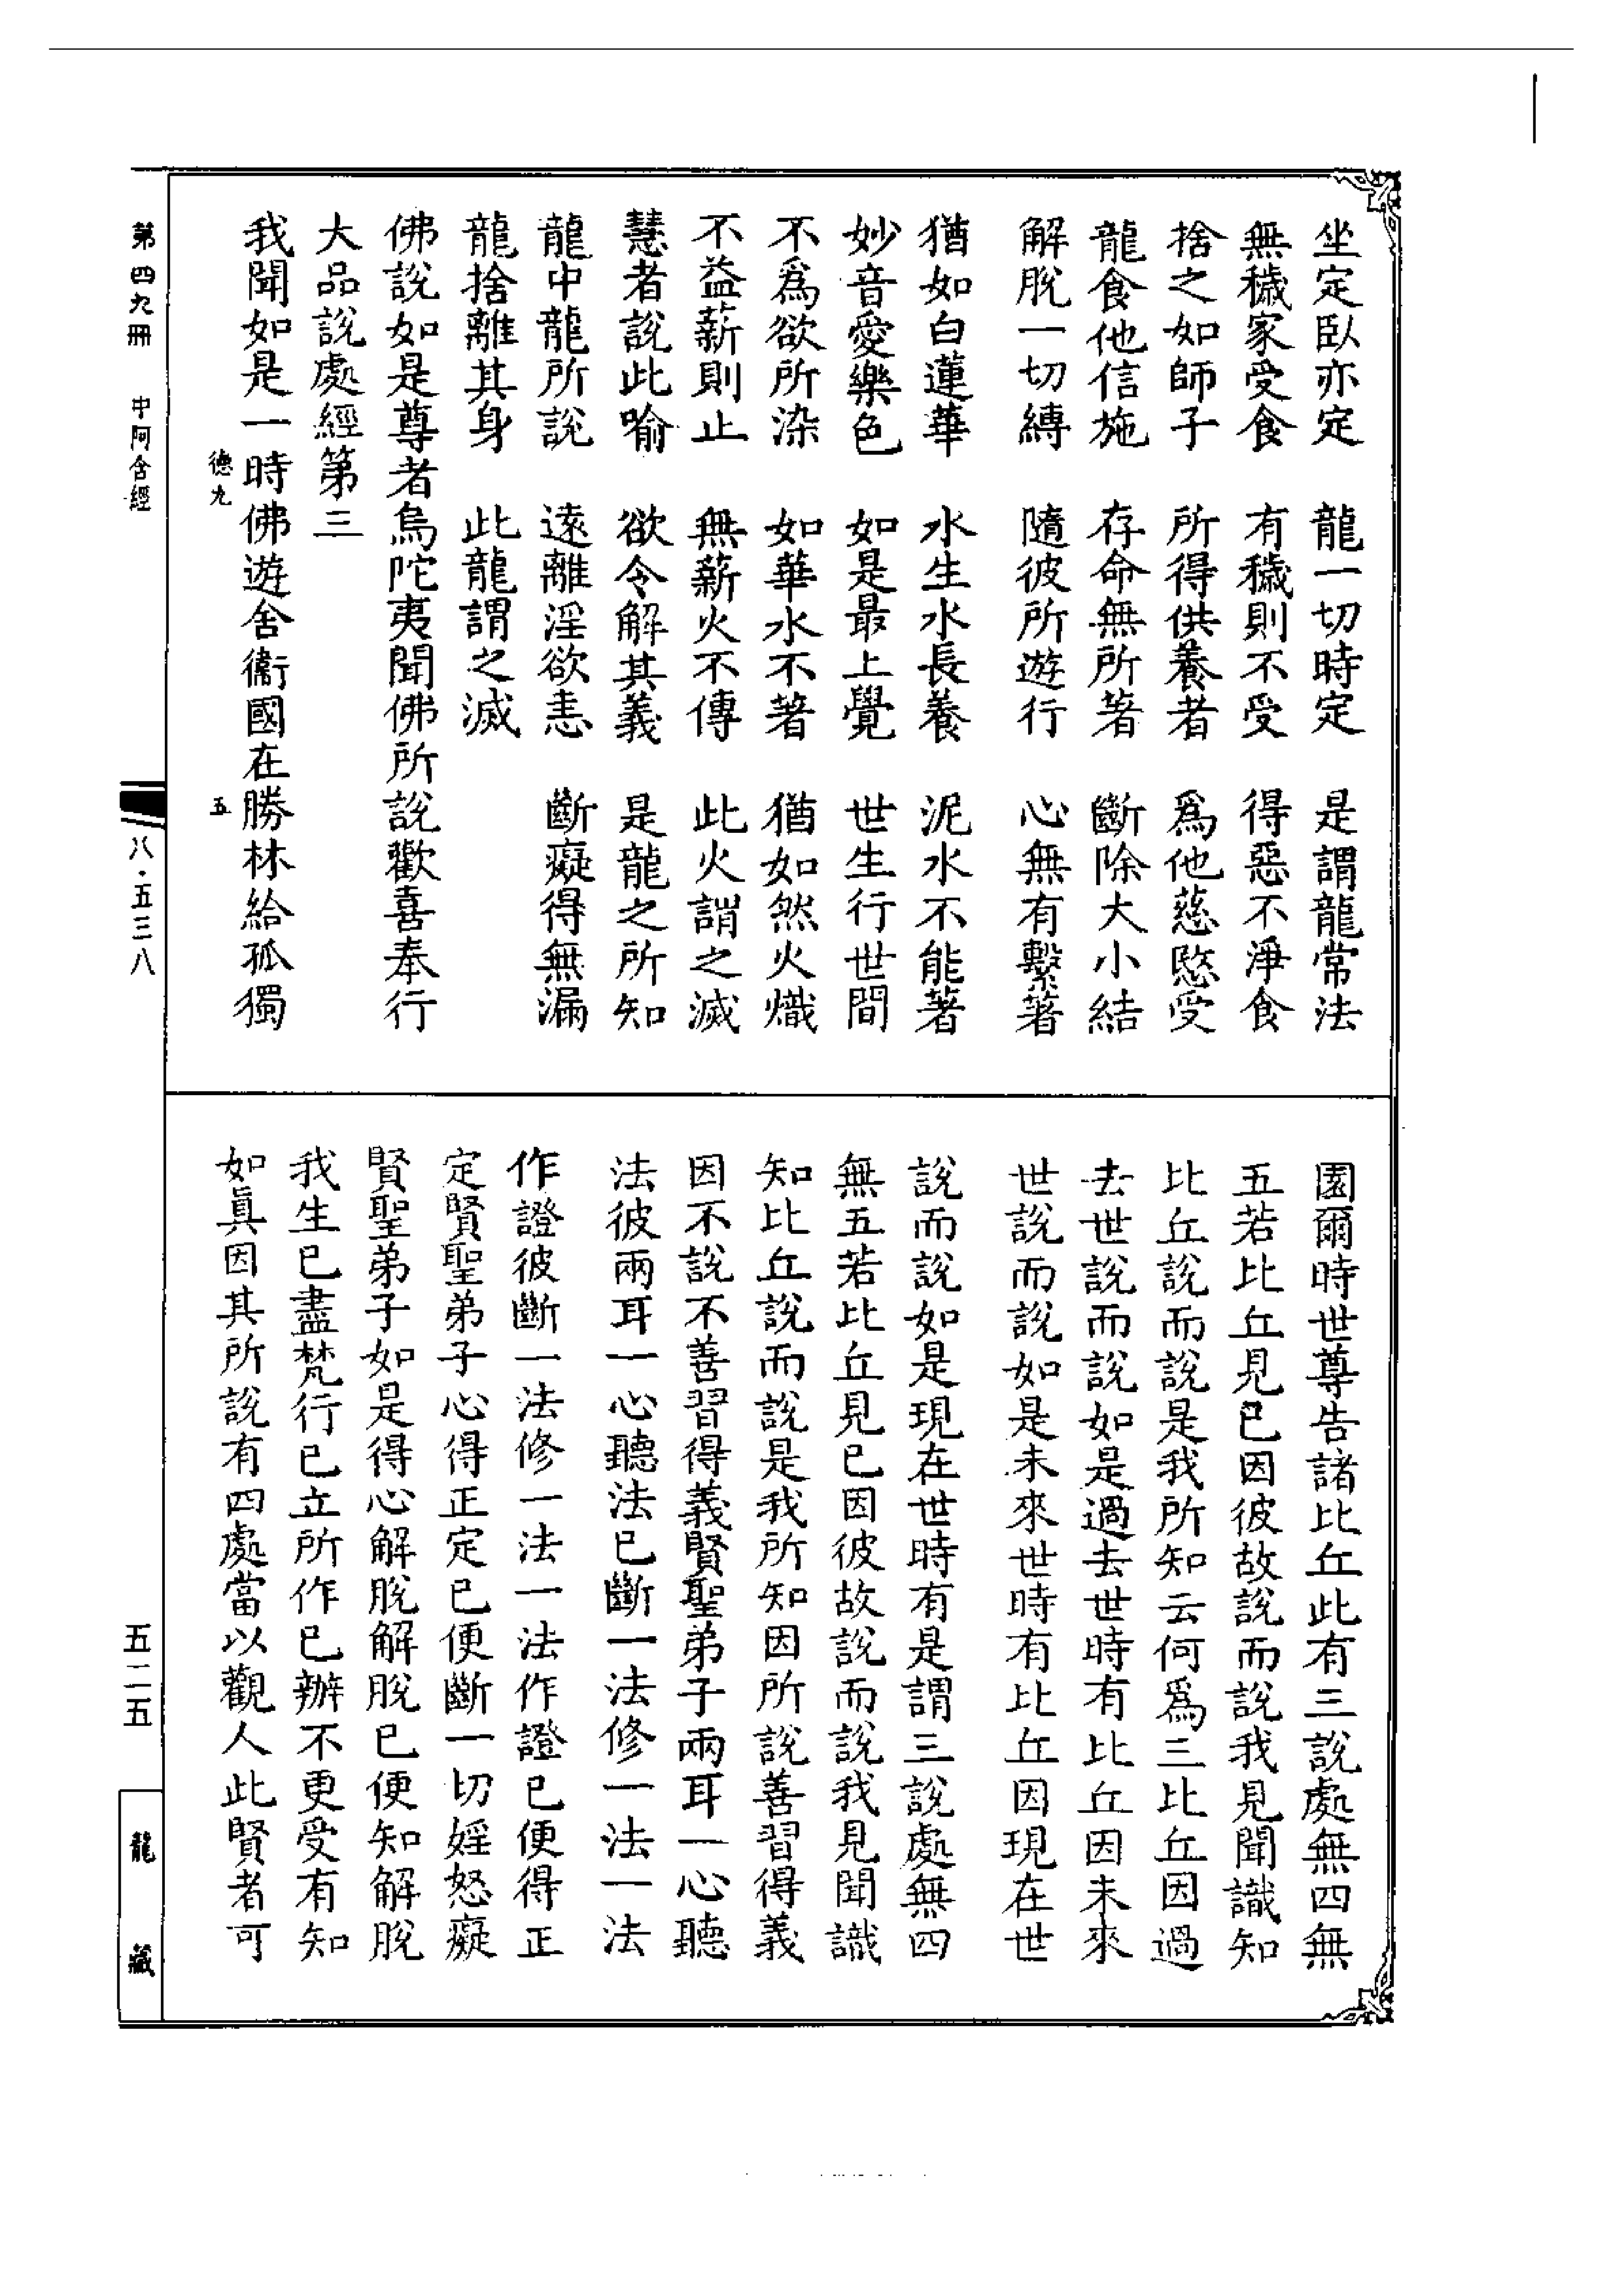 坐定臥亦定　龍一切時定　是謂龍常法
無穢家受食　有穢則不受　得惡不淨食
捨之如師子　所得供養者　爲他慈愍受
龍食他信施　存命無所著　斷除大小結
解脫一切縛　隨彼所遊行　心無有繫著
猶如白蓮華　水生水長養　泥水不能著
妙音愛樂色　如是最上覺　世生行世間
不爲欲所染　如華水不著　猶如然火熾
不益薪則止　無薪火不傳　此火謂之滅
慧者說此喻　欲令解其義　是龍之所知
龍中龍所說　遠離淫欲恚　斷癡得無漏
龍捨離其身　此龍謂之滅
佛說如是尊者烏陀夷聞佛所說歡喜奉行
大品說處經第三
我聞如是一時佛遊舍衞國在勝林給孤獨
德九　五
園爾時世尊告諸比丘此有三說處無四無
五若比丘見已因彼故說而說我見聞識知
比丘說而說是我所知云何爲三比丘因過
去世說而說如是過去世時有比丘因未來
世說而說如是未來世時有比丘因現在世
說而說如是現在世時有是謂三說處無四
無五若比丘見已因彼故說而說我見聞識
知比丘說而說是我所知因所說善習得義
因不說不善習得義賢聖弟子兩耳一心聽
法彼兩耳一心聽法已斷一法修一法一法
作證彼斷一法修一法一法作證已便得正
定賢聖弟子心得正定已便斷一切婬怒癡
賢聖弟子如是得心解脫解脫已便知解脫
我生已盡梵行已立所作已辦不更受有知
如眞因其所說有四處當以觀人此賢者可
第四九冊　中阿含經
八・五三八
五二五
龍藏